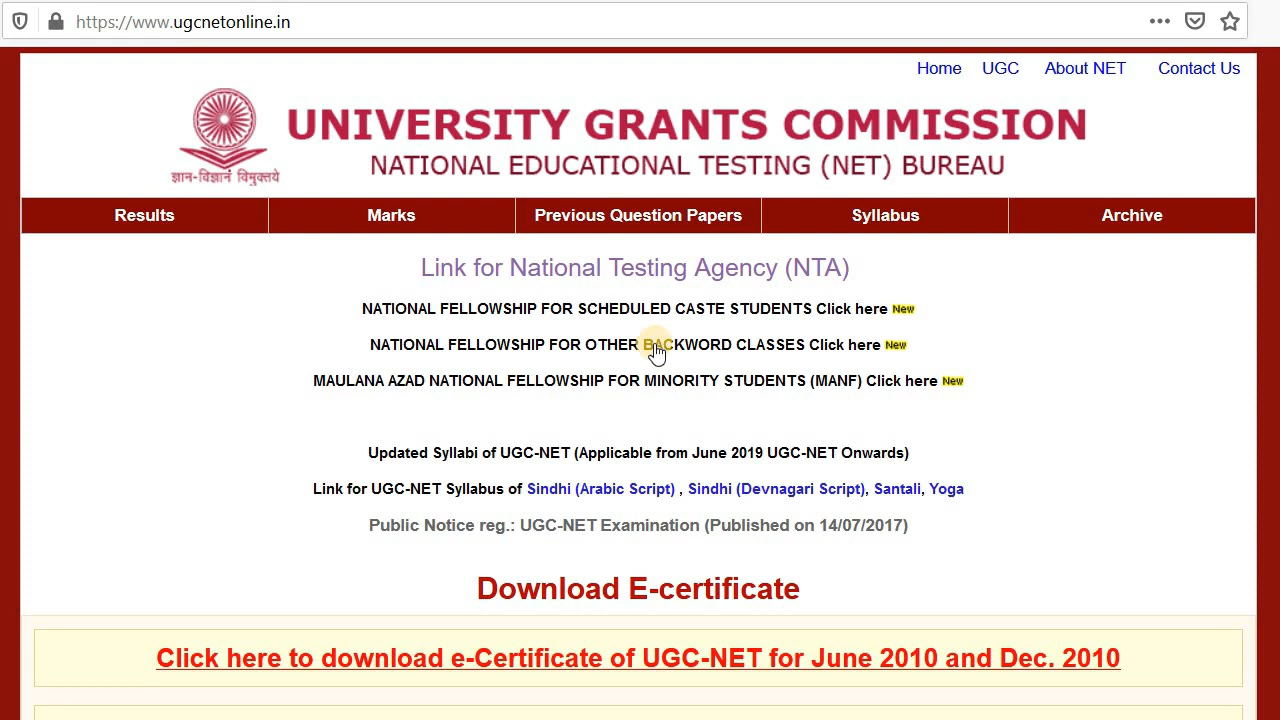 https://www.ugcnetonline.in
Home UGC About NET Contact Us
UNIVERSITY GRANTS COMMISSION
NATIONAL EDUCATIONAL TESTING (NET) BUREAU
ज्ञान-विज्ञानं विमुक्तये
Results Marks Previous Question Papers Syllabus Archive
Link for National Testing Agency (NTA)
NATIONAL FELLOWSHIP FOR SCHEDULED CASTE STUDENTS Click here New
NATIONAL FELLOWSHIP FOR OTHER BACKWORD CLASSES Click here New
MAULANA AZAD NATIONAL FELLOWSHIP FOR MINORITY STUDENTS (MANF) Click here New
Updated Syllabi of UGC-NET (Applicable from June 2019 UGC-NET Onwards)
Link for UGC-NET Syllabus of Sindhi (Arabic Script) , Sindhi (Devnagari Script), Santali, Yoga
Public Notice reg.: UGC-NET Examination (Published on 14/07/2017)
Download E-certificate
Click here to download e-Certificate of UGC-NET for June 2010 and Dec. 2010